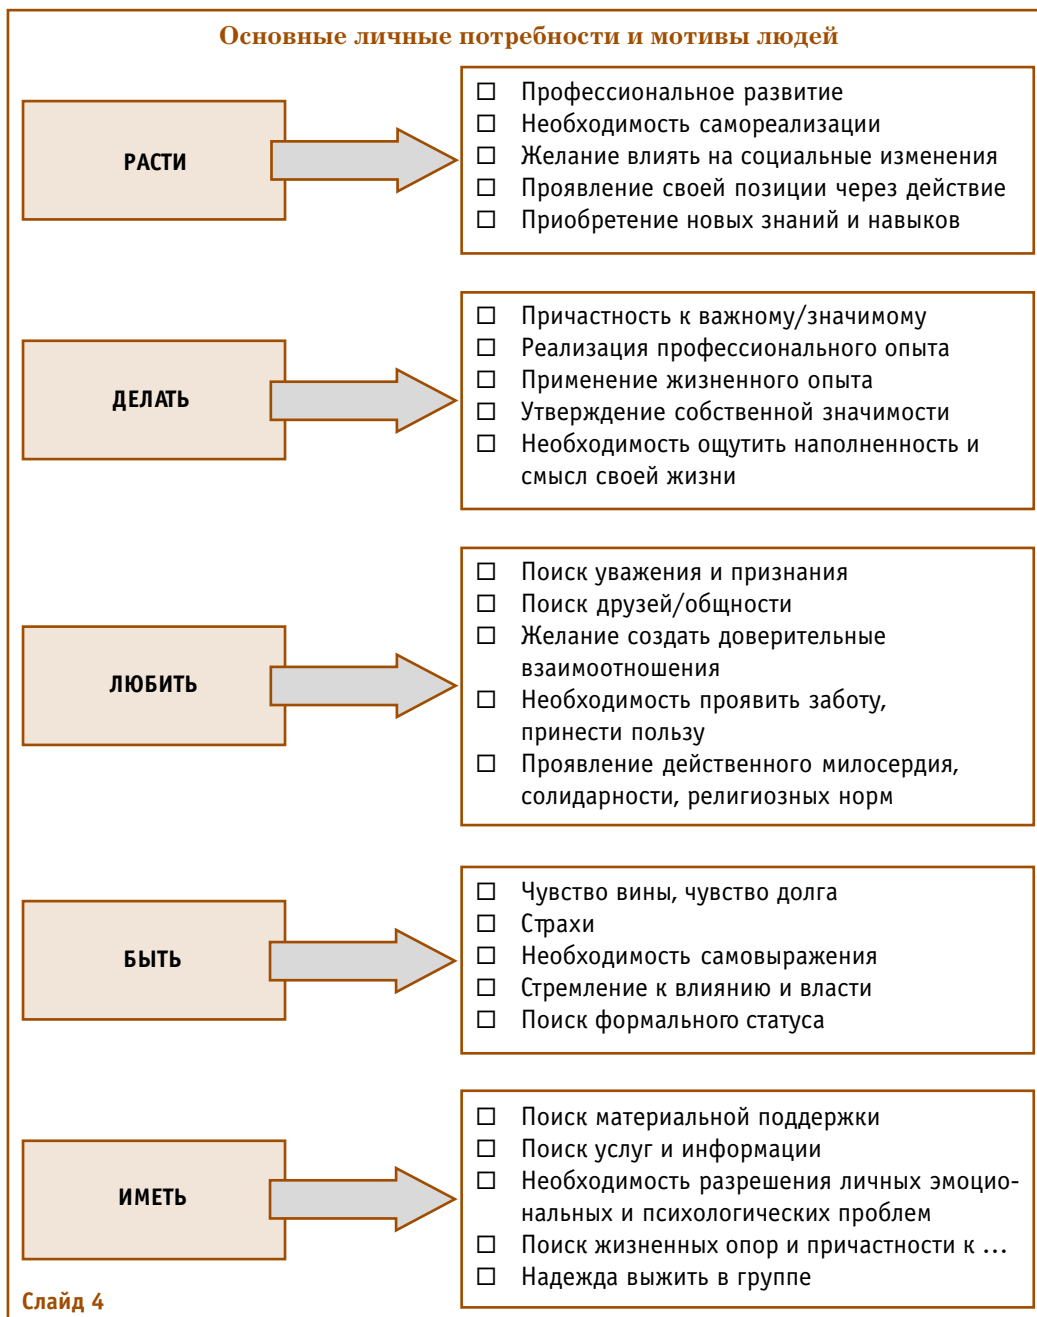 Основные личные потребности и мотивы людей
РАСТИ
☐ Профессиональное развитие
☐ Необходимость самореализации
☐ Желание влиять на социальные изменения
☐ Проявление своей позиции через действие
☐ Приобретение новых знаний и навыков
ДЕЛАТЬ
☐ Причастность к важному/значимому
☐ Реализация профессионального опыта
☐ Применение жизненного опыта
☐ Утверждение собственной значимости
☐ Необходимость ощутить наполненность и
смысл своей жизни
ЛЮБИТЬ
☐ Поиск уважения и признания
☐ Поиск друзей/общности
☐ Желание создать доверительные
взаимоотношения
☐ Необходимость проявить заботу,
принести пользу
☐ Проявление действенного милосердия,
солидарности, религиозных норм
БЫТЬ
☐ Чувство вины, чувство долга
☐ Страхи
☐ Необходимость самовыражения
☐ Стремление к влиянию и власти
☐ Поиск формального статуса
ИМЕТЬ
☐ Поиск материальной поддержки
☐ Поиск услуг и информации
☐ Необходимость разрешения личных эмоцио-
нальных и психологических проблем
☐ Поиск жизненных опор и причастности к ...
☐ Надежда выжить в группе
Слайд 4